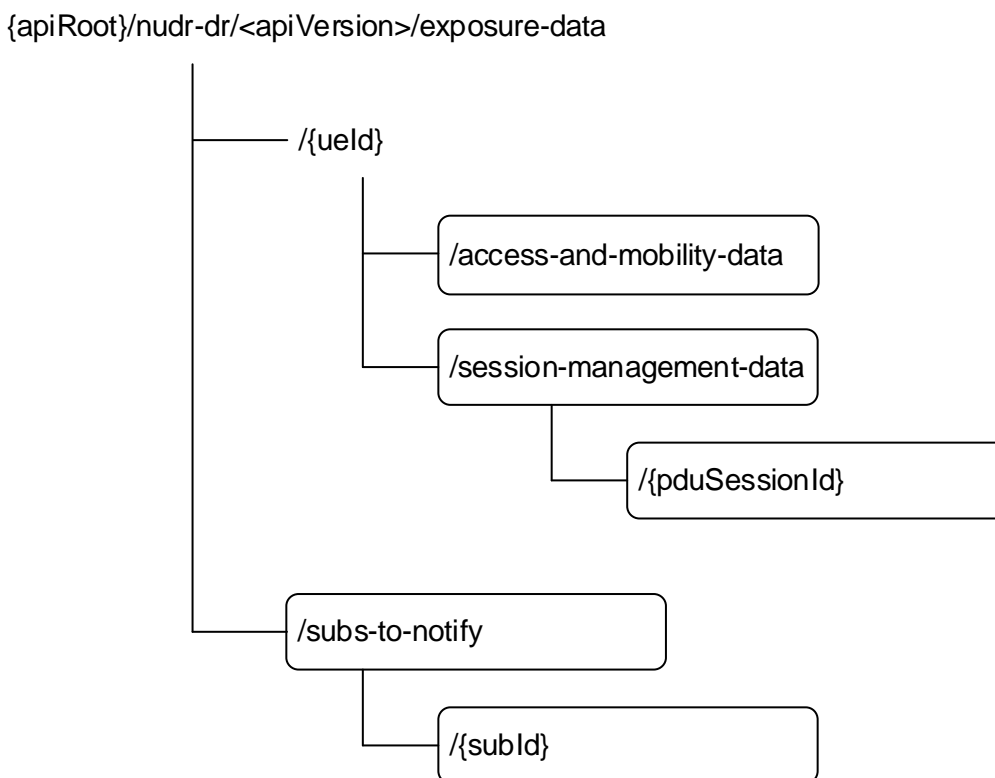 {apiRoot}/nudr-dr/<apiVersion>/exposure-data
/{ueId}
/access-and-mobility-data
/session-management-data
/{pduSessionId}
/subs-to-notify
/{subId}